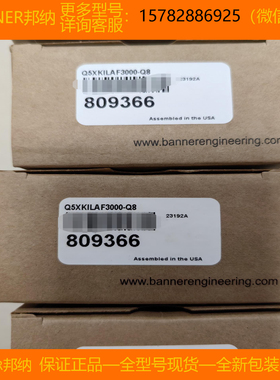 NER邦纳
更多型号:
详询客服
15782886925
(微信
Q5XKILAF3000-Q8
23192A
809366
Assembled in the USA
www.bannerengineering.com
Q5XKILAF3000-Q8
23192A
809366
Assembled in the USA
www.bannerengineering.com
邦纳
保证正品—全型号现货—全新包装